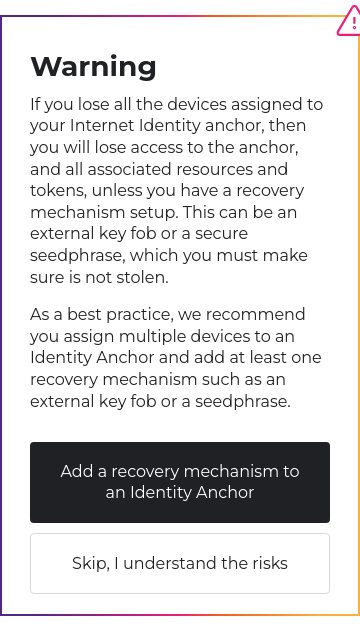 Warning
If you lose all the devices assigned to
your Internet Identity anchor, then
you will lose access to the anchor,
and all associated resources and
tokens, unless you have a recovery
mechanism setup. This can be an
external key fob or a secure
seedphrase, which you must make
sure is not stolen.
As a best practice, we recommend
you assign multiple devices to an
Identity Anchor and add at least one
recovery mechanism such as an
external key fob or a seedphrase.
Add a recovery mechanism to
an Identity Anchor
Skip, I understand the risks